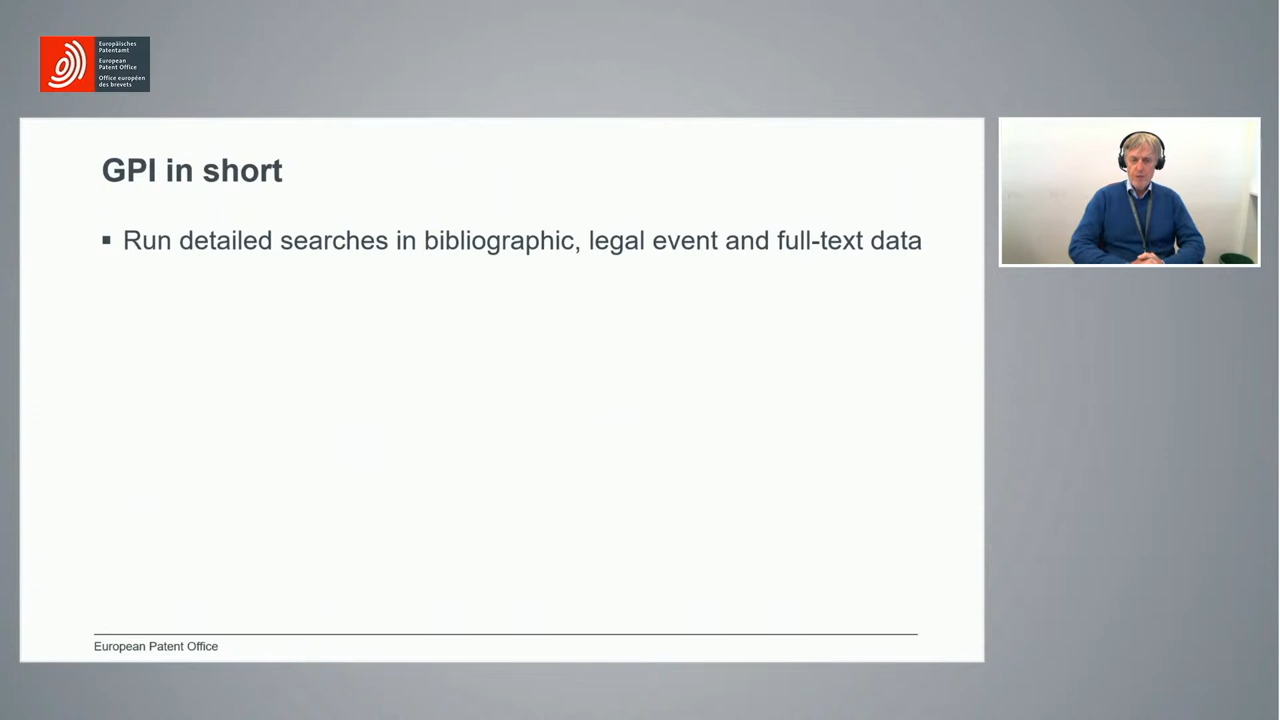 Europäisches
Patentamt
European
Patent Office
Office européen
des brevets
GPI in short
▪ Run detailed searches in bibliographic, legal event and full-text data
European Patent Office